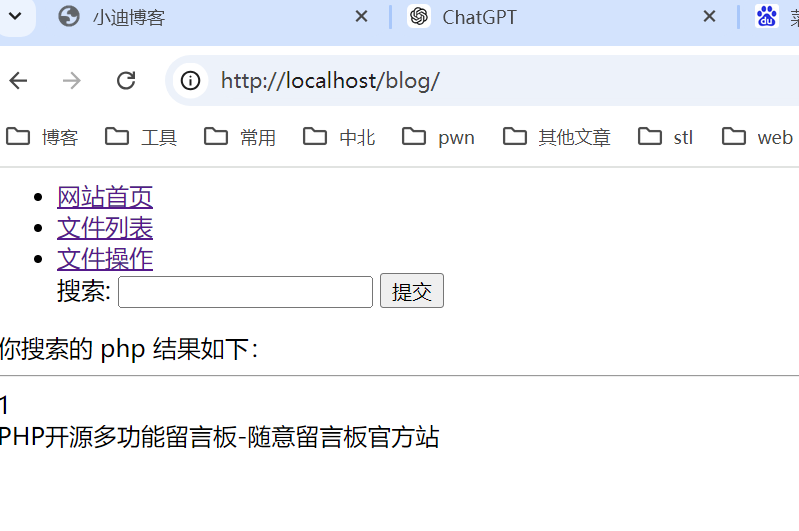 小迪博客 ChatGPT
http://localhost/blog/
博客 工具 常用 中北 pwn 其他文章 stl web
网站首页
文件列表
文件操作
搜索: 提交
你搜索的 php 结果如下：
1
PHP开源多功能留言板-随意留言板官方站